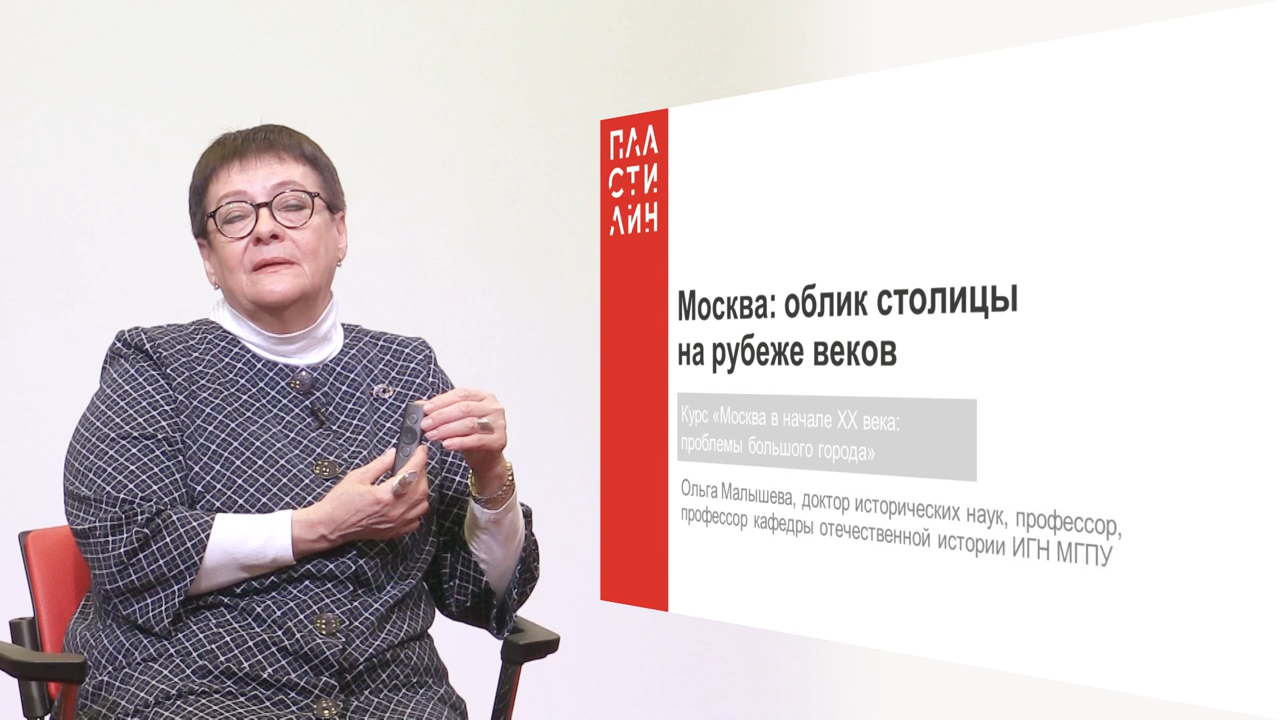 ПЛА
СТИ
ЛИН
Москва: облик столицы
на рубеже веков
Курс «Москва в начале XX века:
проблемы большого города»
Ольга Малышева, доктор исторических наук, профессор,
профессор кафедры отечественной истории ИГН МГПУ